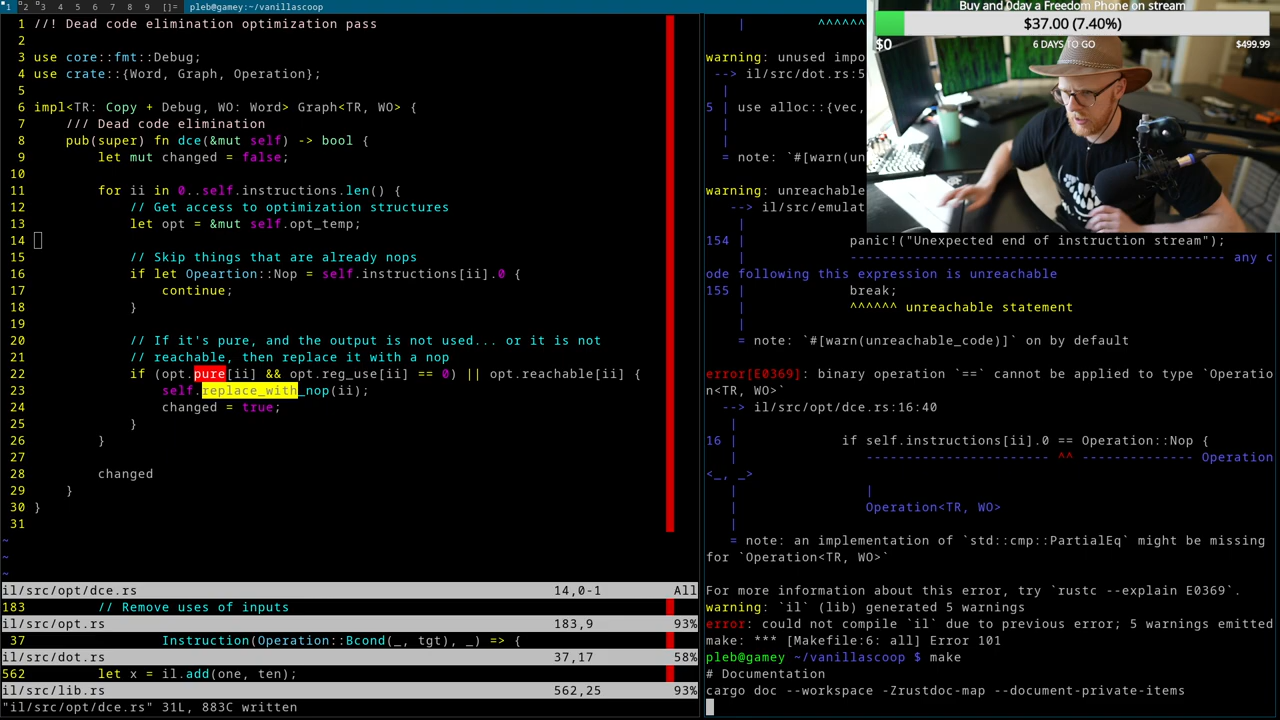 1 2 3 4 5 6 7 8 9 []= pleb@gamey:~/vanillascoop
1 //! Dead code elimination optimization pass
2
3 use core::fmt::Debug;
4 use crate::{Word, Graph, Operation};
5
6 impl<TR: Copy + Debug, WO: Word> Graph<TR, WO> {
7 /// Dead code elimination
8 pub(super) fn dce(&mut self) -> bool {
9 let mut changed = false;
10
11 for ii in 0..self.instructions.len() {
12 // Get access to optimization structures
13 let opt = &mut self.opt_temp;
14
15 // Skip things that are already nops
16 if let Opeartion::Nop = self.instructions[ii].0 {
17 continue;
18 }
19
20 // If it's pure, and the output is not used... or it is not
21 // reachable, then replace it with a nop
22 if (opt.pure[ii] && opt.reg_use[ii] == 0) || opt.reachable[ii] {
23 self.replace_with_nop(ii);
24 changed = true;
25 }
26 }
27
28 changed
29 }
30 }
31
~
~
~
il/src/opt/dce.rs 14,0-1 All
183 // Remove uses of inputs
il/src/opt.rs 183,9 93%
37 Instruction(Operation::Bcond(_, tgt), _) => {
il/src/dot.rs 37,17 58%
562 let x = il.add(one, ten);
il/src/lib.rs 562,25 93%
"il/src/opt/dce.rs" 31L, 883C written
| ^^^^^^
warning: unused impo
--> il/src/dot.rs:5
|
5 | use alloc::{vec,
|
= note: `#[warn(un
warning: unreachable
--> il/src/emulat
|
154 | panic!("Unexpected end of instruction stream");
| ---------------------------------------------- any c
ode following this expression is unreachable
155 | break;
| ^^^^^^ unreachable statement
|
= note: `#[warn(unreachable_code)]` on by default
error[E0369]: binary operation `==` cannot be applied to type `Operatio
n<TR, WO>`
--> il/src/opt/dce.rs:16:40
|
16 | if self.instructions[ii].0 == Operation::Nop {
| ----------------------- ^^ -------------- Operation
<_, _>
| |
| Operation<TR, WO>
|
= note: an implementation of `std::cmp::PartialEq` might be missing
for `Operation<TR, WO>`
For more information about this error, try `rustc --explain E0369`.
warning: `il` (lib) generated 5 warnings
error: could not compile `il` due to previous error; 5 warnings emitted
make: *** [Makefile:6: all] Error 101
pleb@gamey ~/vanillascoop $ make
# Documentation
cargo doc --workspace -Zrustdoc-map --document-private-items
Buy and 0day a Freedom Phone on stream
$37.00 (7.40%)
$0 6 DAYS TO GO $499.99